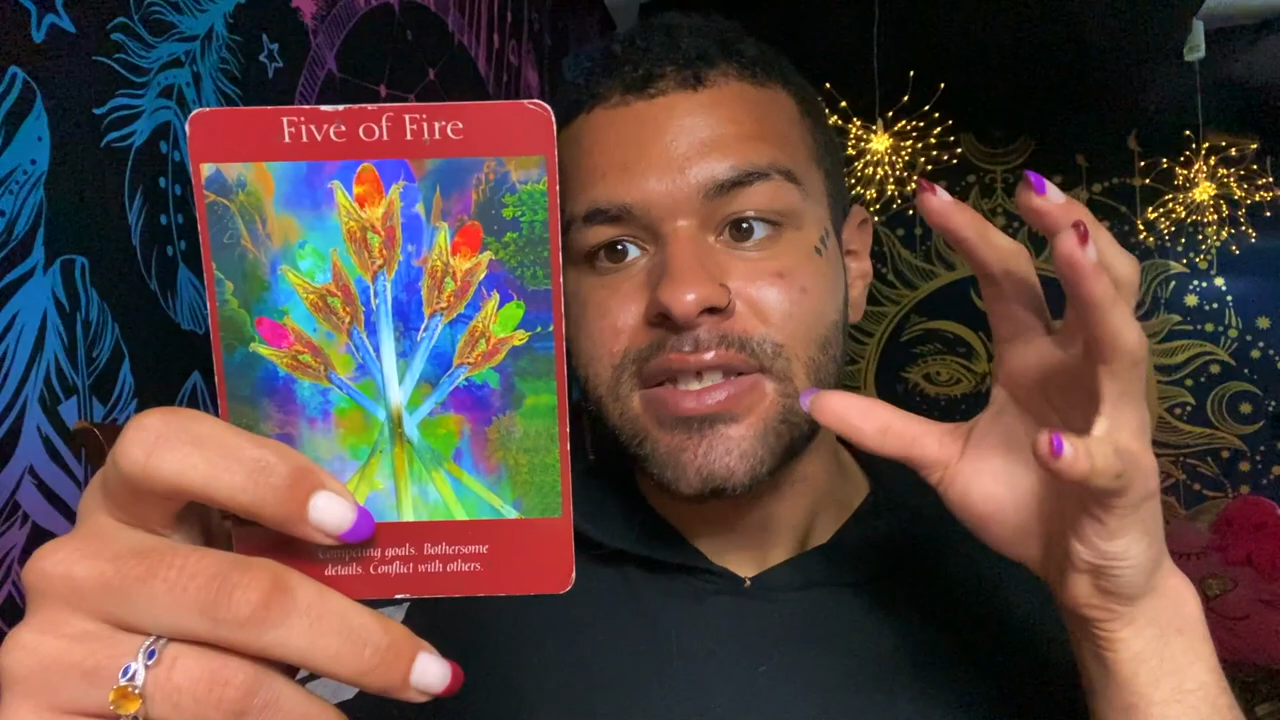 Five of Fire
Competing goals. Bothersome
details. Conflict with others.